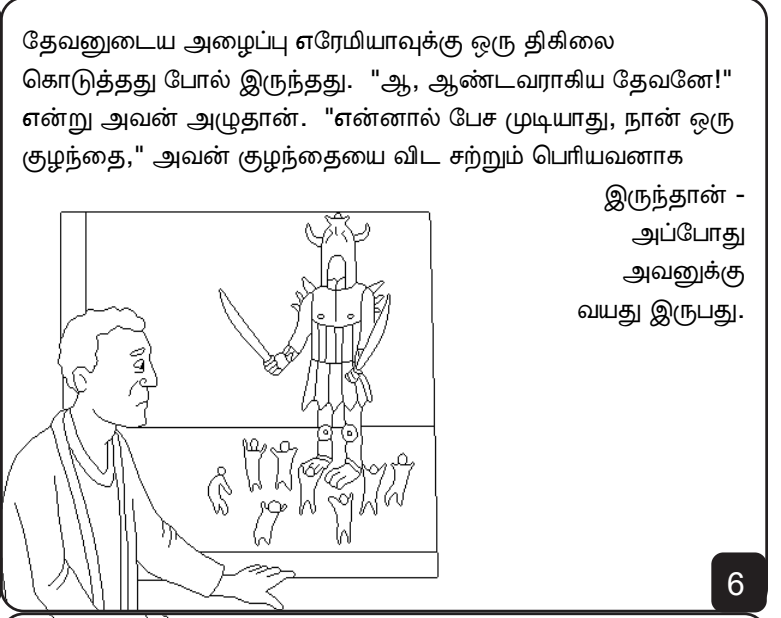 தேவனுடைய அழைப்பு எரேமியாவுக்கு ஒரு திகிலை
கொடுத்தது போல் இருந்தது.  "ஆ, ஆண்டவராகிய தேவனே!"
என்று அவன் அழுதான்.  "என்னால் பேச முடியாது, நான் ஒரு
குழந்தை," அவன் குழந்தையை விட சற்றும் பெரியவனாக
இருந்தான் -
அப்போது
அவனுக்கு
வயது இருபது.
6